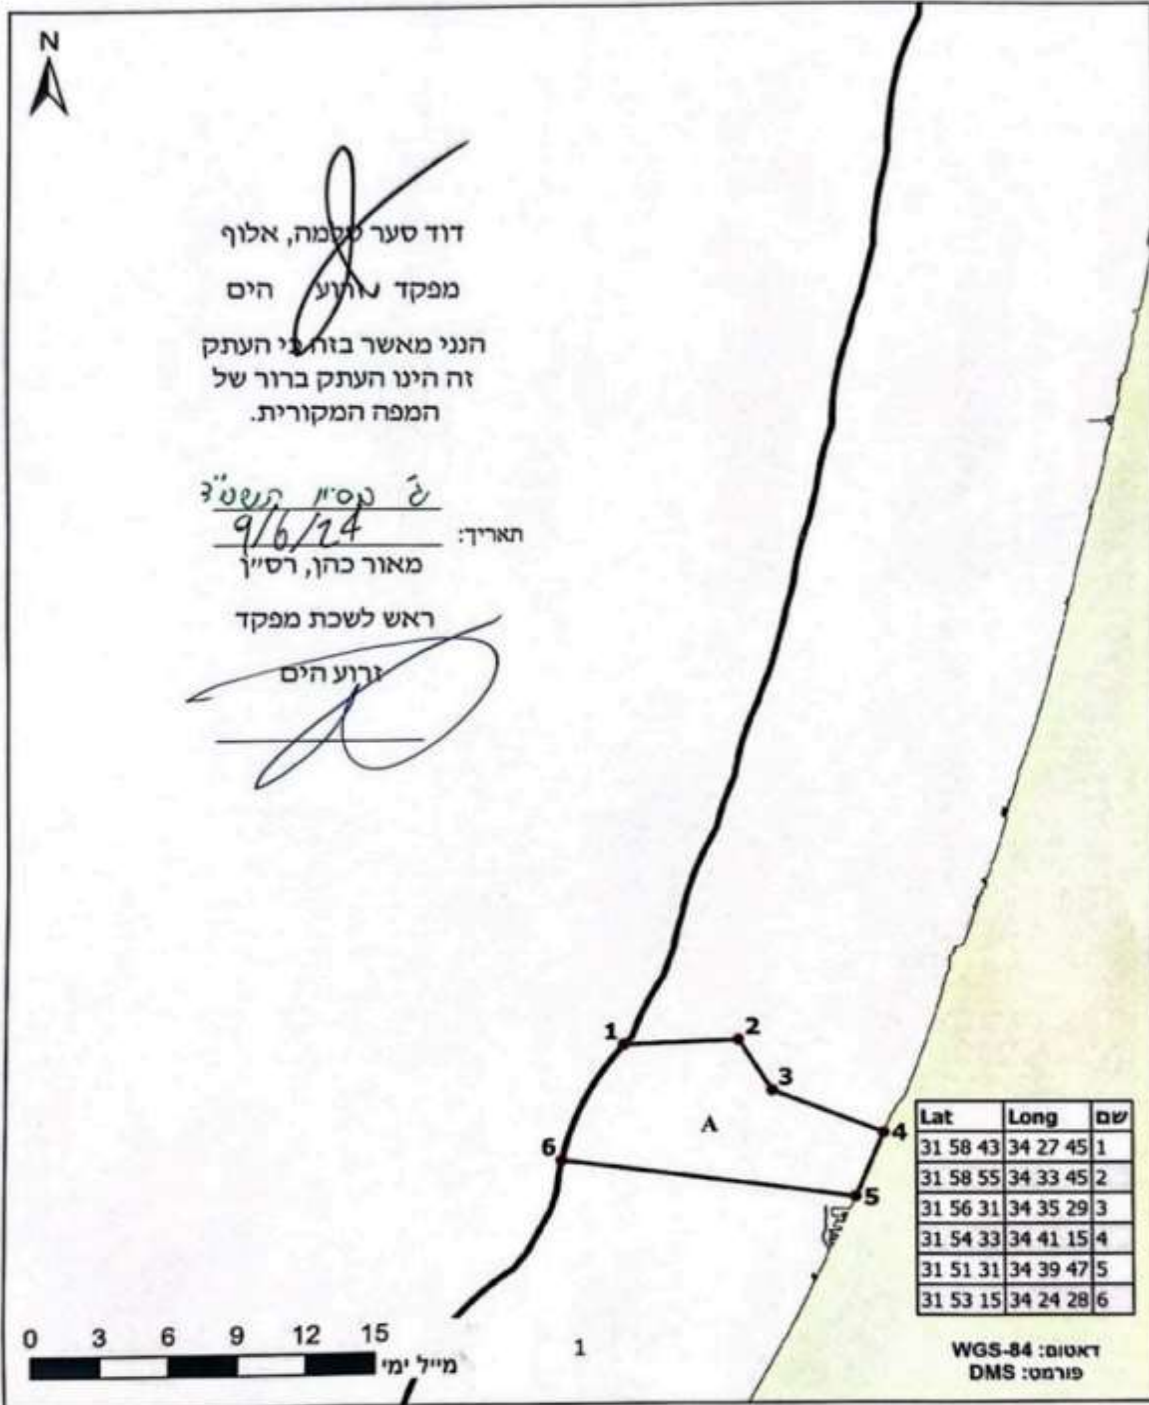 N
דוד סער סלמה, אלוף
מפקד זרוע הים
הנני מאשר בזה כי העתק
זה הינו העתק ברור של
המפה המקורית.
ג' בסיון תשפ"ד
תאריך: 9/6/24
מאור כהן, רס״ן
ראש לשכת מפקד
זרוע הים
1
2
3
A
4
6
5
Lat Long שם
31 58 43 34 27 45 1
31 58 55 34 33 45 2
31 56 31 34 35 29 3
31 54 33 34 41 15 4
31 51 31 34 39 47 5
31 53 15 34 24 28 6
דאטום: WGS-84
פורמט: DMS
0 3 6 9 12 15
מייל ימי
1